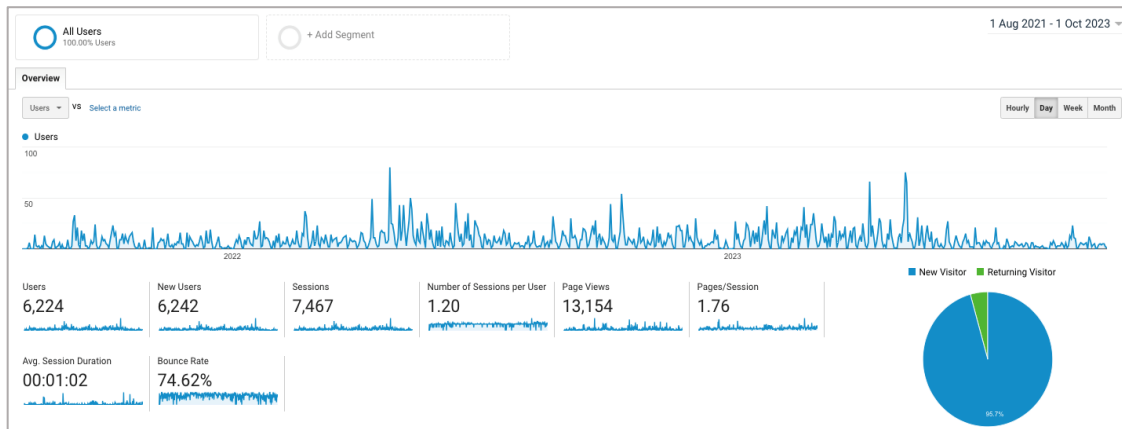 All Users
100.00% Users
+ Add Segment
1 Aug 2021 - 1 Oct 2023
Overview
Users VS Select a metric
Hourly Day Week Month
Users
100
50
2022 2023
New Visitor Returning Visitor
Users New Users Sessions Number of Sessions per User Page Views Pages/Session
6,224 6,242 7,467 1.20 13,154 1.76
Avg. Session Duration Bounce Rate
00:01:02 74.62%
95.7%